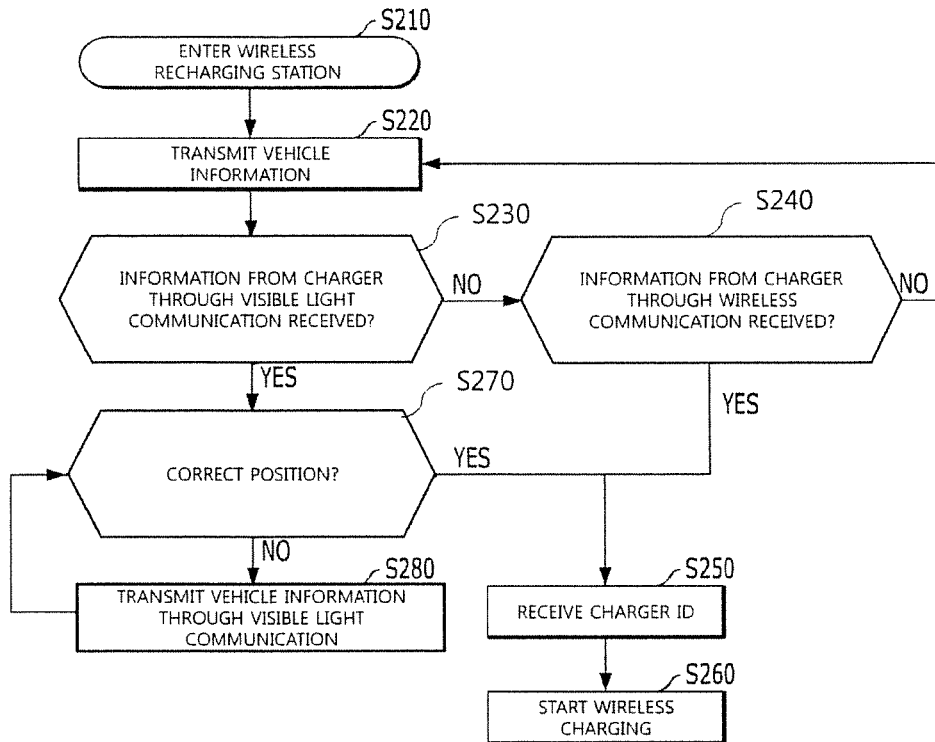 S210
ENTER WIRELESS
RECHARGING STATION
S220
TRANSMIT VEHICLE
INFORMATION
S230
INFORMATION FROM CHARGER
THROUGH VISIBLE LIGHT
COMMUNICATION RECEIVED?
NO
S240
INFORMATION FROM CHARGER
THROUGH WIRELESS
COMMUNICATION RECEIVED?
NO
YES
YES
S270
CORRECT POSITION?
YES
NO
S280
TRANSMIT VEHICLE INFORMATION
THROUGH VISIBLE LIGHT
COMMUNICATION
S250
RECEIVE CHARGER ID
S260
START WIRELESS
CHARGING